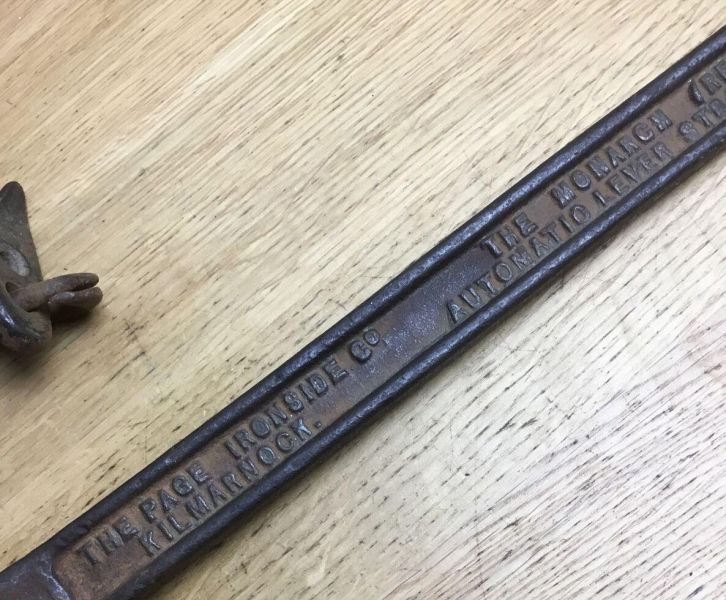 THE PAGE IRONSIDE CO
KILMARNOCK.
THE MONARCH
AUTOMATIC LEVER